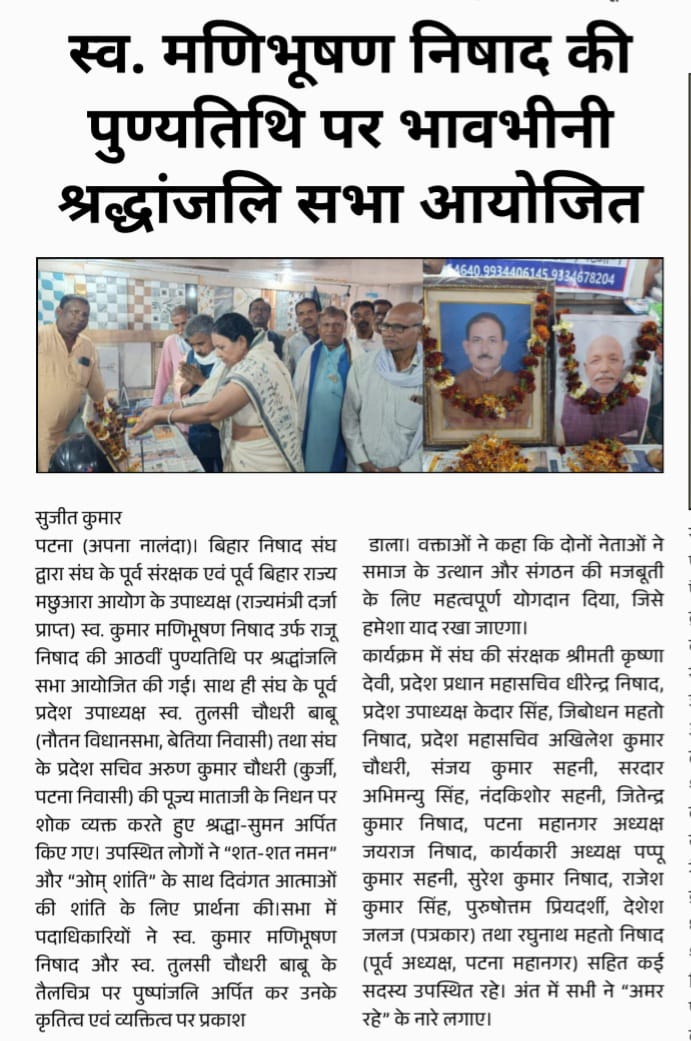 स्व. मणिभूषण निषाद की
पुण्यतिथि पर भावभीनी
श्रद्धांजलि सभा आयोजित
4640,9934406145,9334678204
सुजीत कुमार
पटना (अपना नालंदा)। बिहार निषाद संघ
द्वारा संघ के पूर्व संरक्षक एवं पूर्व बिहार राज्य
मछुआरा आयोग के उपाध्यक्ष (राज्यमंत्री दर्जा
प्राप्त) स्व. कुमार मणिभूषण निषाद उर्फ राजू
निषाद की आठवीं पुण्यतिथि पर श्रद्धांजलि
सभा आयोजित की गई। साथ ही संघ के पूर्व
प्रदेश उपाध्यक्ष स्व. तुलसी चौधरी बाबू
(नौतन विधानसभा, बेतिया निवासी) तथा संघ
के प्रदेश सचिव अरुण कुमार चौधरी (कुर्जी,
पटना निवासी) की पूज्य माताजी के निधन पर
शोक व्यक्त करते हुए श्रद्धा-सुमन अर्पित
किए गए। उपस्थित लोगों ने “शत-शत नमन”
और “ओम् शांति” के साथ दिवंगत आत्माओं
की शांति के लिए प्रार्थना की।सभा में
पदाधिकारियों ने स्व. कुमार मणिभूषण
निषाद और स्व. तुलसी चौधरी बाबू के
तैलचित्र पर पुष्पांजलि अर्पित कर उनके
कृतित्व एवं व्यक्तित्व पर प्रकाश
डाला। वक्ताओं ने कहा कि दोनों नेताओं ने
समाज के उत्थान और संगठन की मजबूती
के लिए महत्वपूर्ण योगदान दिया, जिसे
हमेशा याद रखा जाएगा।
कार्यक्रम में संघ की संरक्षक श्रीमती कृष्णा
देवी, प्रदेश प्रधान महासचिव धीरेन्द्र निषाद,
प्रदेश उपाध्यक्ष केदार सिंह, जिबोधन महतो
निषाद, प्रदेश महासचिव अखिलेश कुमार
चौधरी, संजय कुमार सहनी, सरदार
अभिमन्यु सिंह, नंदकिशोर सहनी, जितेन्द्र
कुमार निषाद, पटना महानगर अध्यक्ष
जयराज निषाद, कार्यकारी अध्यक्ष पप्पू
कुमार सहनी, सुरेश कुमार निषाद, राजेश
कुमार सिंह, पुरुषोत्तम प्रियदर्शी, देशेश
जलज (पत्रकार) तथा रघुनाथ महतो निषाद
(पूर्व अध्यक्ष, पटना महानगर) सहित कई
सदस्य उपस्थित रहे। अंत में सभी ने “अमर
रहे” के नारे लगाए।